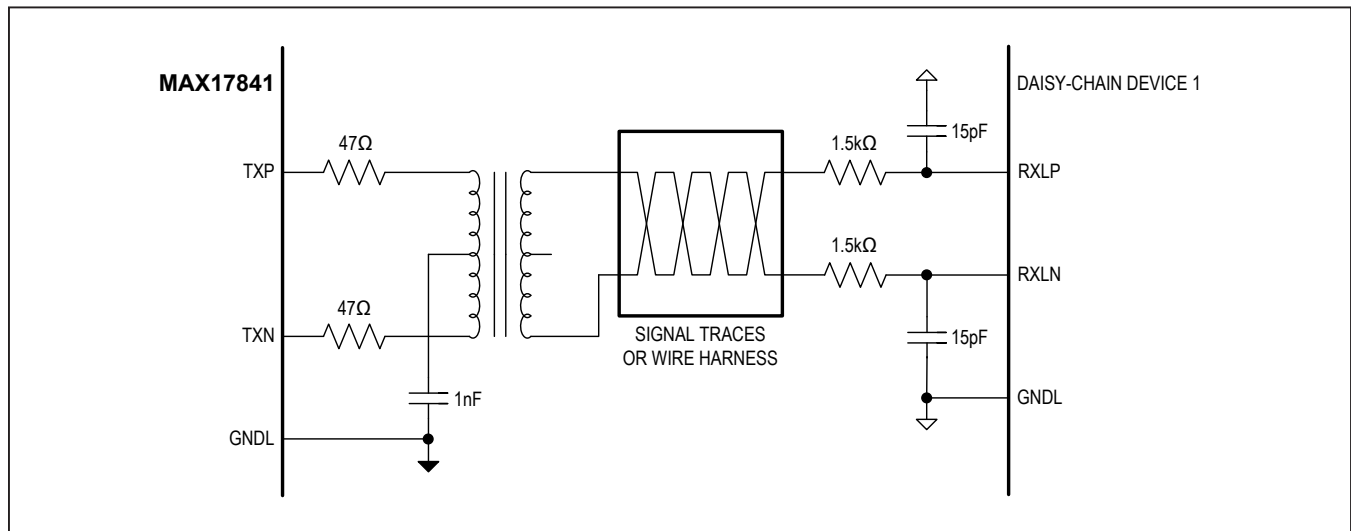 MAX17841
DAISY-CHAIN DEVICE 1
47Ω
1.5kΩ
15pF
TXP
RXLP
1.5kΩ
RXLN
47Ω
TXN
SIGNAL TRACES
OR WIRE HARNESS
15pF
1nF
GNDL
GNDL